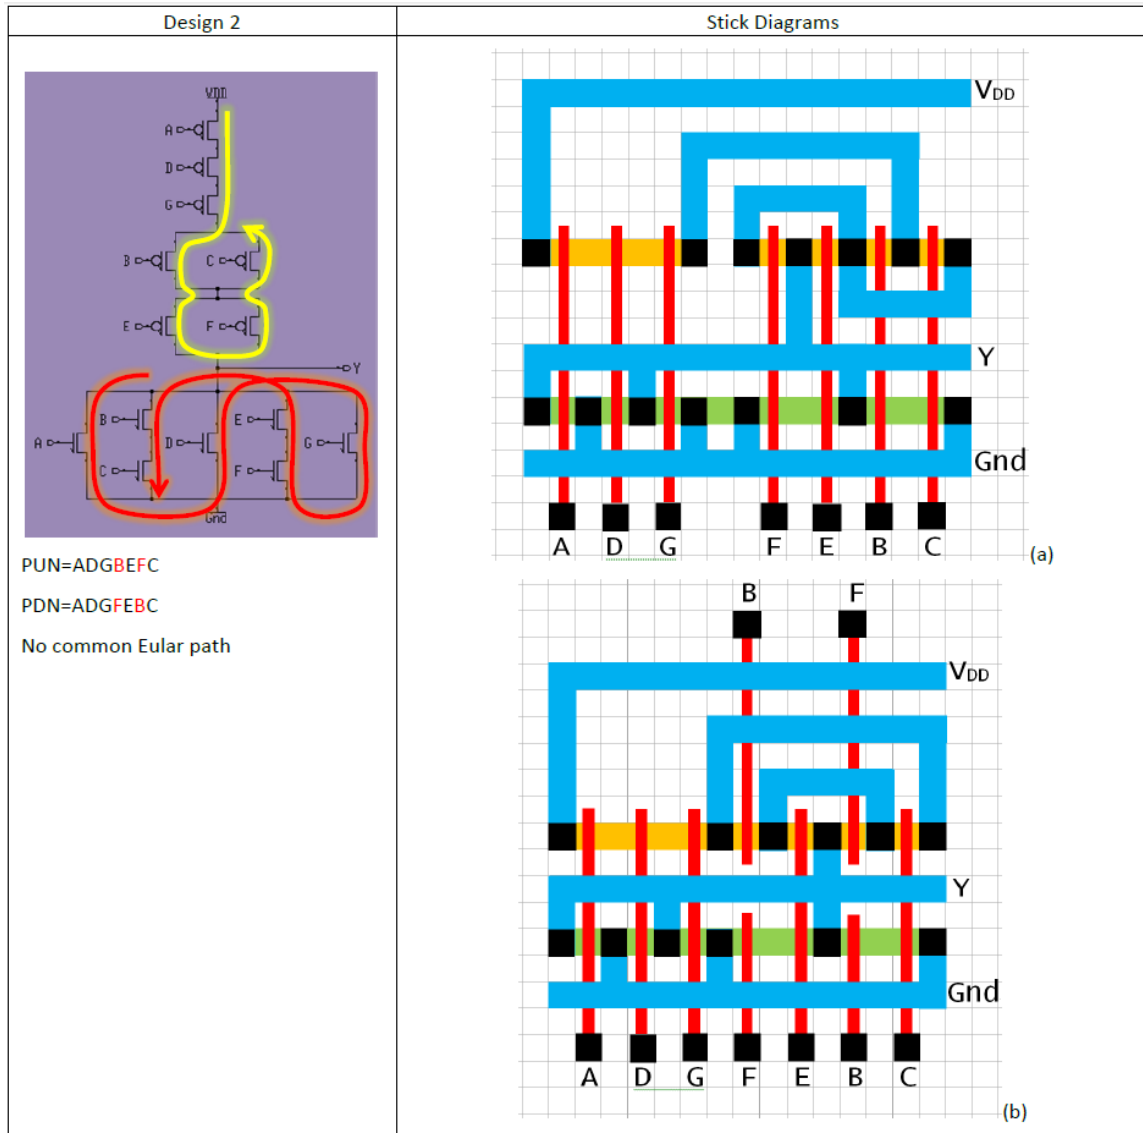 Design 2
Stick Diagrams
VDD
A
D
G
B
C
E
F
Y
B
E
A
D
G
C
F
Gnd
PUN=ADGBEFC
PDN=ADGFEBC
No common Eular path
VDD
Y
Gnd
A D G F E B C
(a)
B F
VDD
Y
Gnd
A D G F E B C
(b)